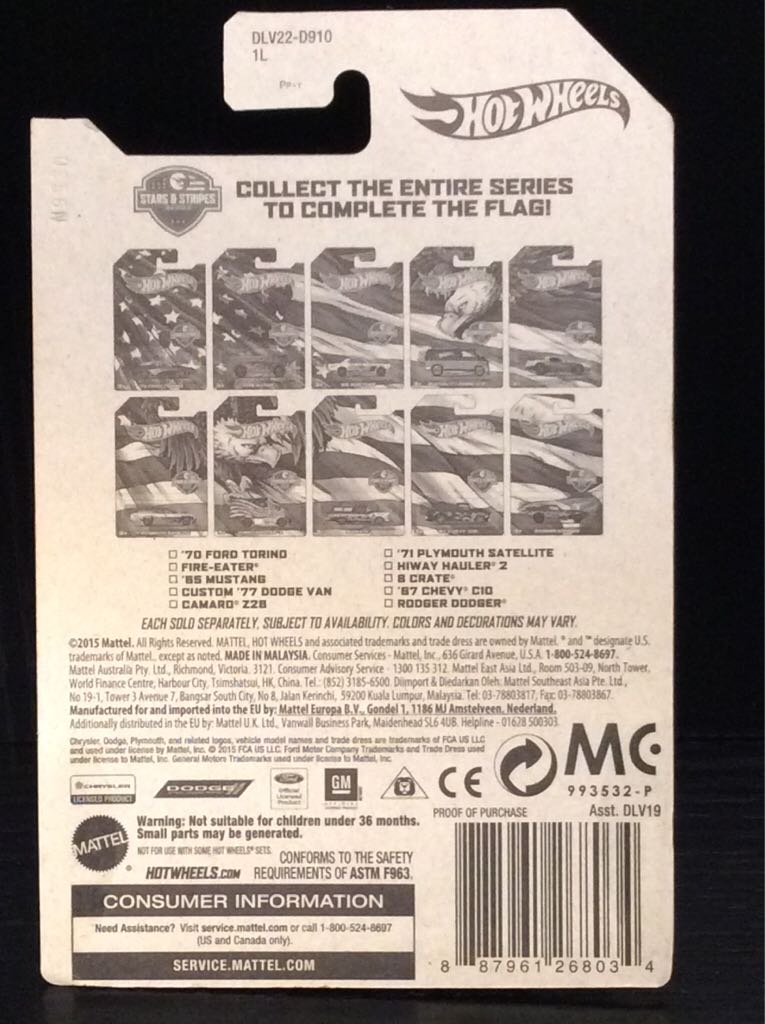 DLV22-D910
1L
HOT WHEELS
STARS & STRIPES
COLLECT THE ENTIRE SERIES
TO COMPLETE THE FLAG!
☐ '70 FORD TORINO
☐ FIRE-EATER®
☐ '65 MUSTANG
☐ CUSTOM '77 DODGE VAN
☐ CAMARO® Z28
☐ '71 PLYMOUTH SATELLITE
☐ HIWAY HAULER® 2
☐ 8 CRATE®
☐ '67 CHEVY® C10
☐ RODGER DODGER®
EACH SOLD SEPARATELY, SUBJECT TO AVAILABILITY. COLORS AND DECORATIONS MAY VARY.
©2015 Mattel. All Rights Reserved. MATTEL, HOT WHEELS and associated trademarks and trade dress are owned by Mattel. ® and ™ designate U.S.
trademarks of Mattel, except as noted. MADE IN MALAYSIA. Consumer Services - Mattel, Inc., 636 Girard Avenue, U.S.A. 1-800-524-8697.
Mattel Australia Pty. Ltd., Richmond, Victoria. 3121. Consumer Advisory Service - 1300 135 312. Mattel East Asia Ltd., Room 503-09, North Tower,
World Finance Centre, Harbour City, Tsimshatsui, HK, China. Tel.: (852) 3185-6500. Diimport & Diedarkan Oleh: Mattel Southeast Asia Pte. Ltd.,
No 19-1, Tower 3 Avenue 7, Bangsar South City, No 8, Jalan Kerinchi, 59200 Kuala Lumpur, Malaysia. Tel: 03-78803817; Fax: 03-78803867.
Manufactured for and imported into the EU by: Mattel Europa B.V., Gondel 1, 1186 MJ Amstelveen, Nederland.
Additionally distributed in the EU by: Mattel U.K. Ltd., Vanwall Business Park, Maidenhead SL6 4UB. Helpline - 01628 500303.
Chrysler, Dodge, Plymouth, and related logos, vehicle model names and trade dress are trademarks of FCA US LLC
and used under license by Mattel, Inc. © 2015 FCA US LLC. Ford Motor Company Trademarks and Trade Dress used
under license to Mattel, Inc. General Motors Trademarks used under license to Mattel, Inc.
CHRYSLER
LICENSED PRODUCT
DODGE
Ford
Official
Licensed
Product
GM
CE
MC
993532-P
PROOF OF PURCHASE
Asst. DLV19
MATTEL
Warning: Not suitable for children under 36 months.
Small parts may be generated.
NOT FOR USE WITH SOME HOT WHEELS® SETS.
HOTWHEELS.COM
CONFORMS TO THE SAFETY
REQUIREMENTS OF ASTM F963.
CONSUMER INFORMATION
Need Assistance? Visit service.mattel.com or call 1-800-524-8697
(US and Canada only).
SERVICE.MATTEL.COM
8 87961 26803 4